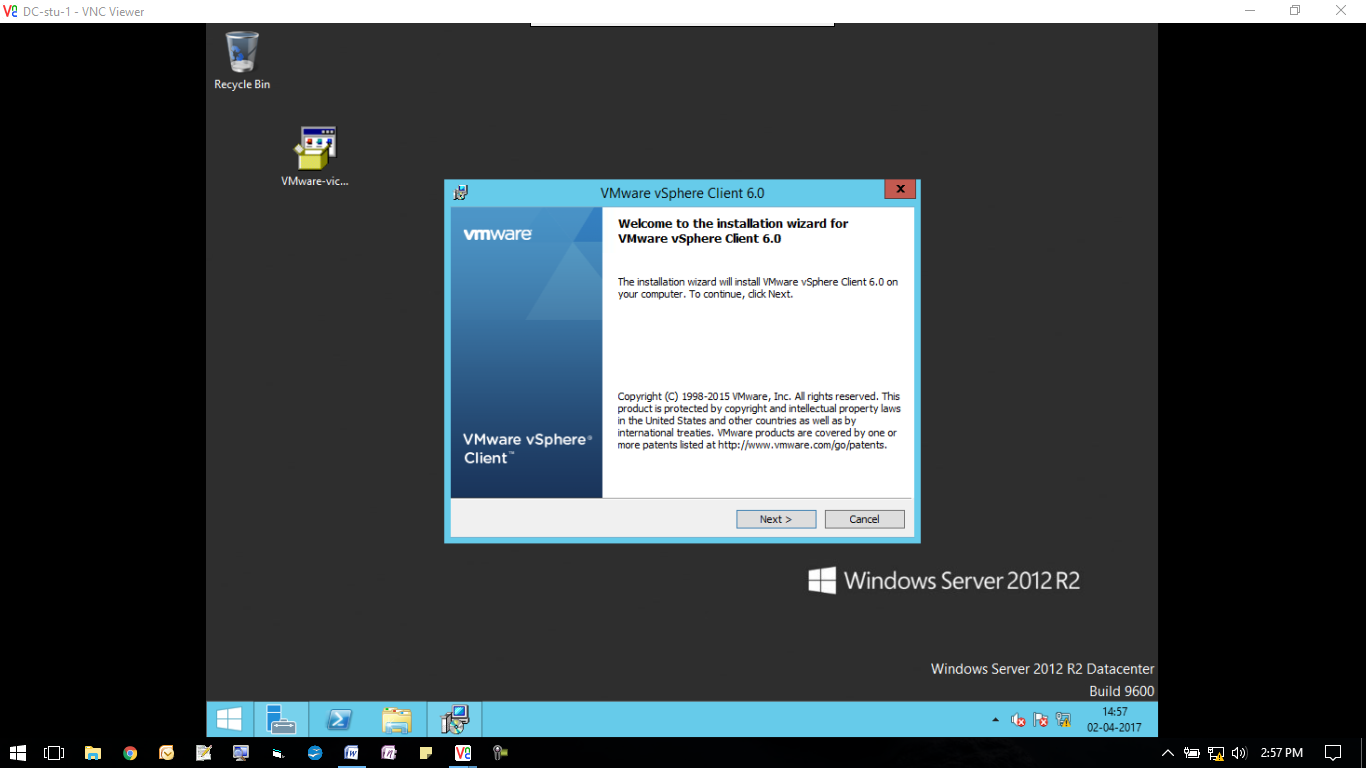 DC-stu-1 - VNC Viewer
Recycle Bin
VMware-vic...
VMware vSphere Client 6.0
x
vmware
Welcome to the installation wizard for
VMware vSphere Client 6.0
The installation wizard will install VMware vSphere Client 6.0 on
your computer. To continue, click Next.
Copyright (C) 1998-2015 VMware, Inc. All rights reserved. This
product is protected by copyright and intellectual property laws
in the United States and other countries as well as by
international treaties. VMware products are covered by one or
more patents listed at http://www.vmware.com/go/patents.
VMware vSphere®
Client™
Next >
Cancel
Windows Server 2012 R2
Windows Server 2012 R2 Datacenter
Build 9600
14:57
02-04-2017
2:57 PM